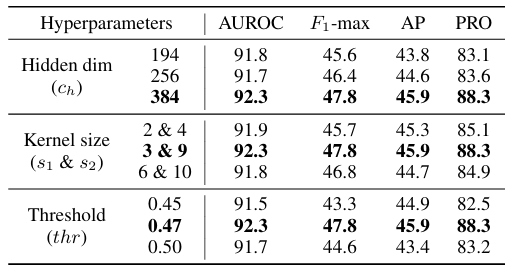 Hyperparameters AUROC F1-max AP PRO
Hidden dim (ch) 194 91.8 45.6 43.8 83.1
256 91.7 46.4 44.6 83.6
384 92.3 47.8 45.9 88.3
Kernel size (s1 & s2) 2 & 4 91.9 45.7 45.3 85.1
3 & 9 92.3 47.8 45.9 88.3
6 & 10 91.8 46.8 44.7 84.9
Threshold (thr) 0.45 91.5 43.3 44.9 82.5
0.47 92.3 47.8 45.9 88.3
0.50 91.7 44.6 43.4 83.2